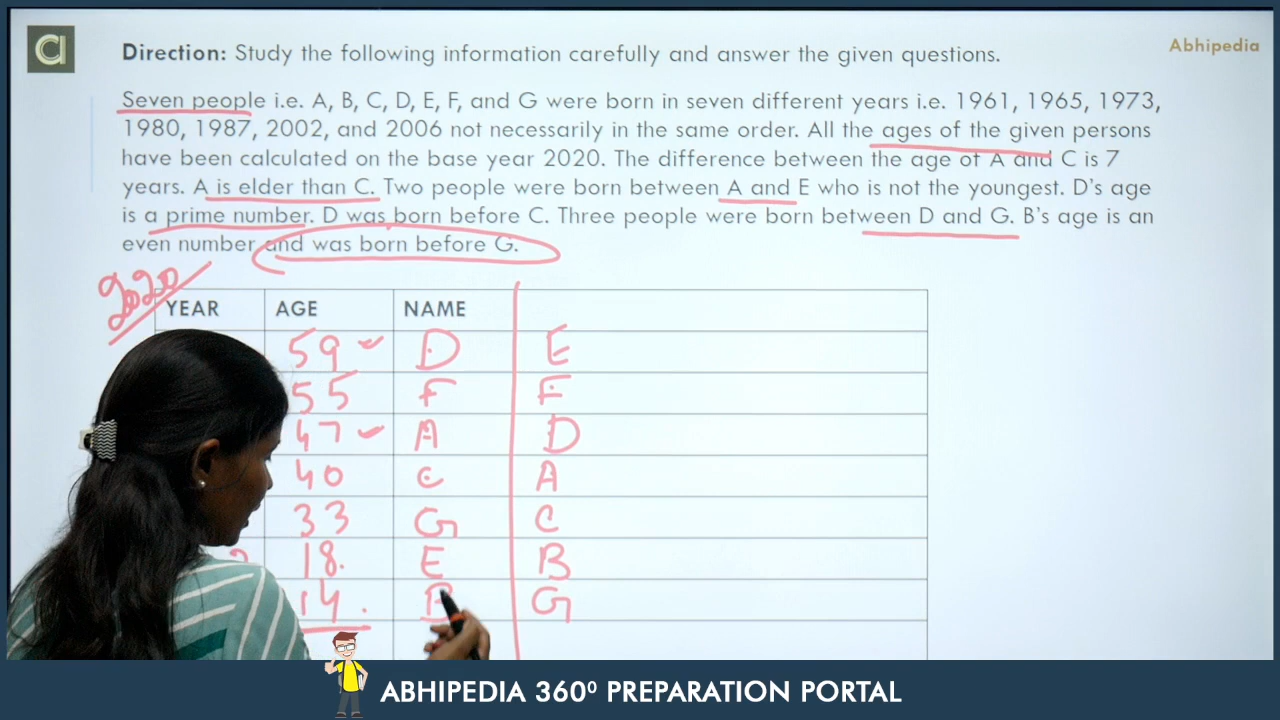 Abhipedia
Direction: Study the following information carefully and answer the given questions.
Seven people i.e. A, B, C, D, E, F, and G were born in seven different years i.e. 1961, 1965, 1973,
1980, 1987, 2002, and 2006 not necessarily in the same order. All the ages of the given persons
have been calculated on the base year 2020. The difference between the age of A and C is 7
years. A is elder than C. Two people were born between A and E who is not the youngest. D's age
is a prime number. D was born before C. Three people were born between D and G. B's age is an
even number and was born before G.
2020
YEAR AGE NAME
59 D E
55 F F
47 A D
40 C A
33 G C
18. E B
14. B G
ABHIPEDIA 360⁰ PREPARATION PORTAL